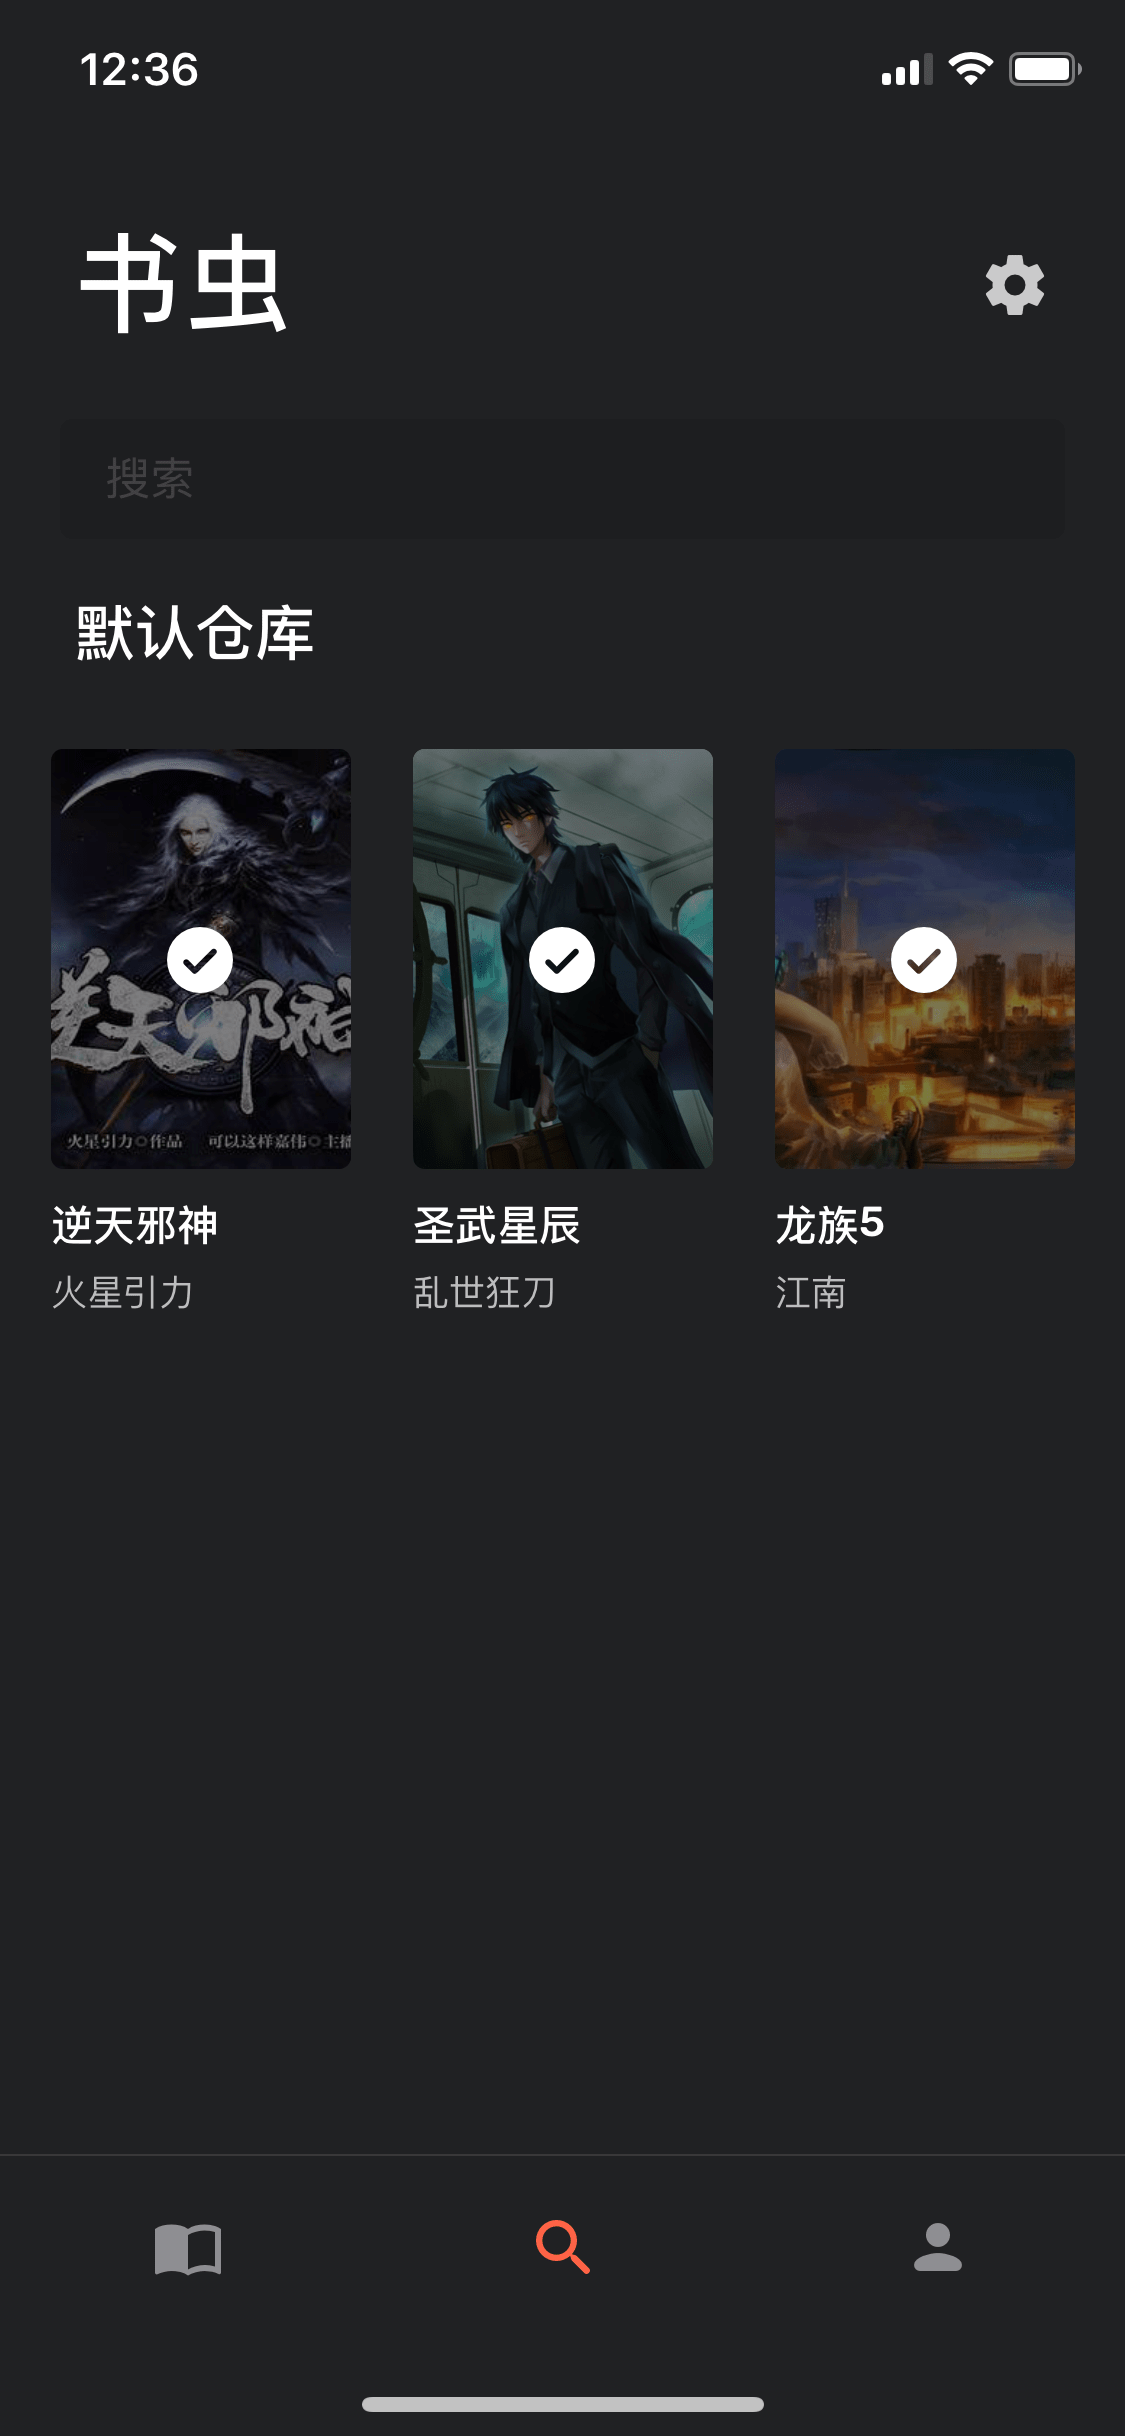 12:36
书虫
搜索
默认仓库
逆天邪神
火星引力◎作品 可以这样嘉伟◎主播
逆天邪神
火星引力
圣武星辰
乱世狂刀
龙族5
江南